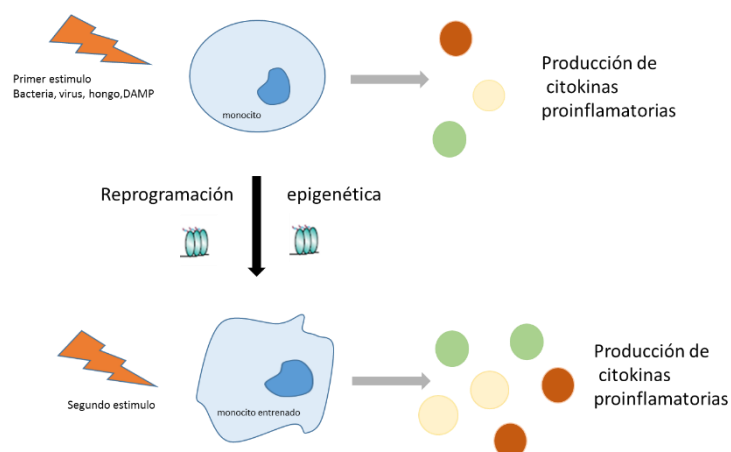 Primer estimulo
Bacteria, virus, hongo,DAMP
monocito
Producción de
citokinas
proinflamatorias
Reprogramación epigenética
Segundo estimulo
monocito entrenado
Producción de
citokinas
proinflamatorias